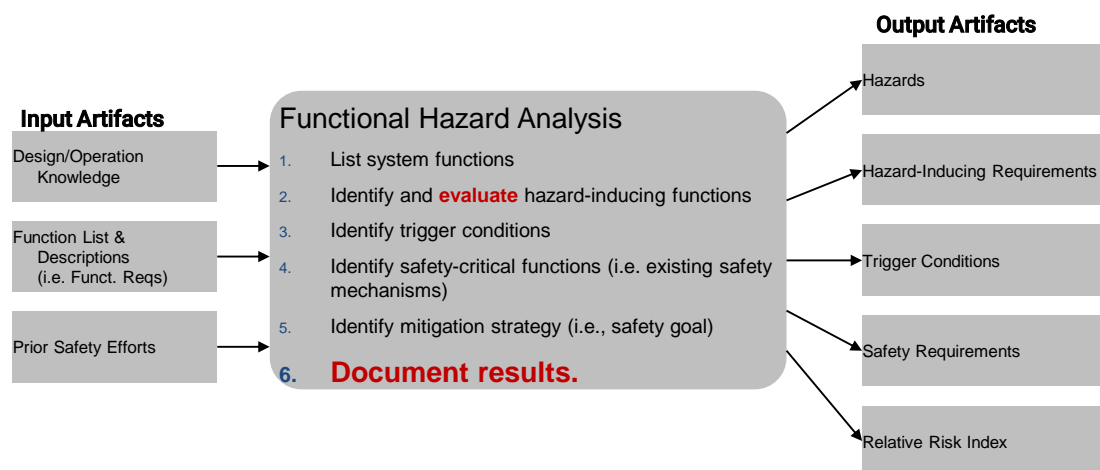 Input Artifacts
Design/Operation
Knowledge
Function List &
Descriptions
(i.e. Funct. Reqs)
Prior Safety Efforts
Functional Hazard Analysis
1. List system functions
2. Identify and evaluate hazard-inducing functions
3. Identify trigger conditions
4. Identify safety-critical functions (i.e. existing safety
mechanisms)
5. Identify mitigation strategy (i.e., safety goal)
6. Document results.
Output Artifacts
Hazards
Hazard-Inducing Requirements
Trigger Conditions
Safety Requirements
Relative Risk Index